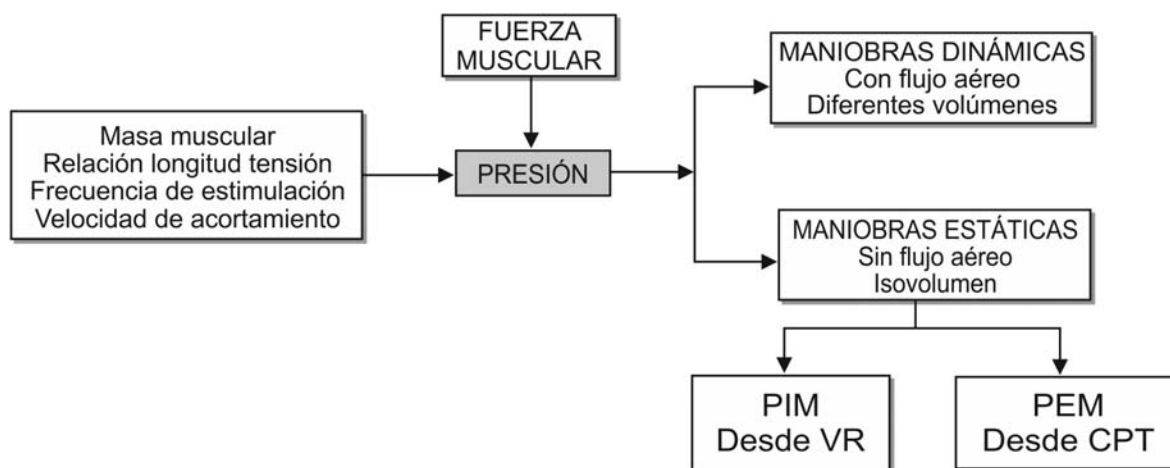 FUERZA
MUSCULAR
Masa muscular
Relación longitud tensión
Frecuencia de estimulación
Velocidad de acortamiento
PRESIÓN
MANIOBRAS DINÁMICAS
Con flujo aéreo
Diferentes volúmenes
MANIOBRAS ESTÁTICAS
Sin flujo aéreo
Isovolumen
PIM
Desde VR
PEM
Desde CPT